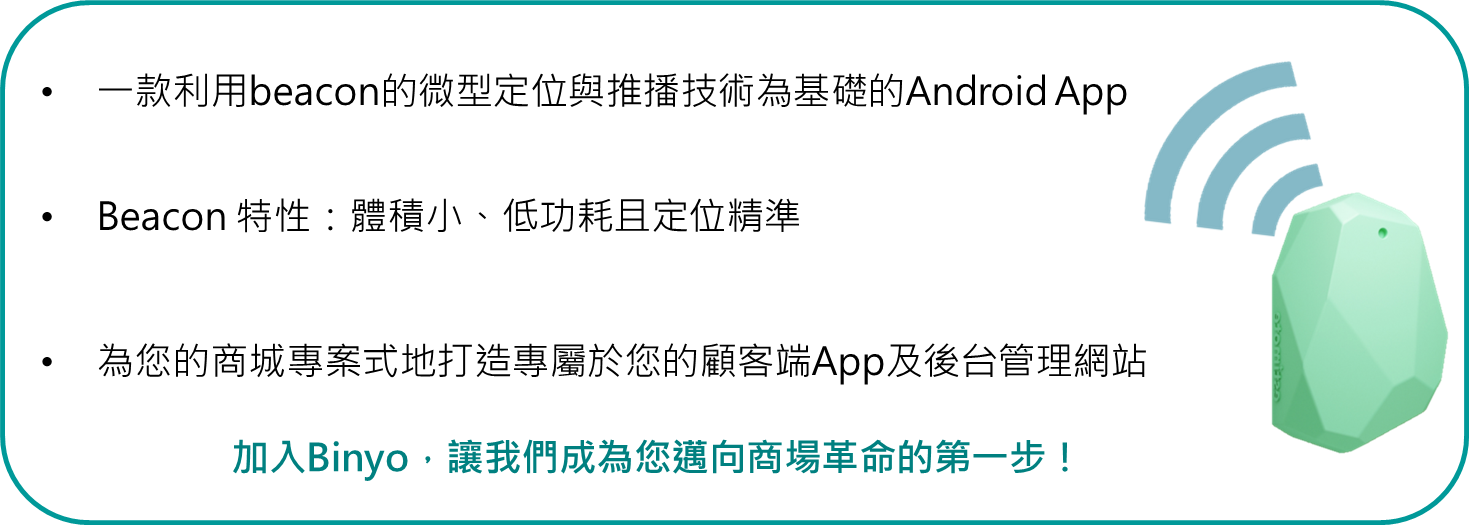 • 一款利用beacon的微型定位與推播技術為基礎的Android App
• Beacon 特性：體積小、低功耗且定位精準
• 為您的商城專案式地打造專屬於您的顧客端App及後台管理網站
加入Binyo，讓我們成為您邁向商場革命的第一步！